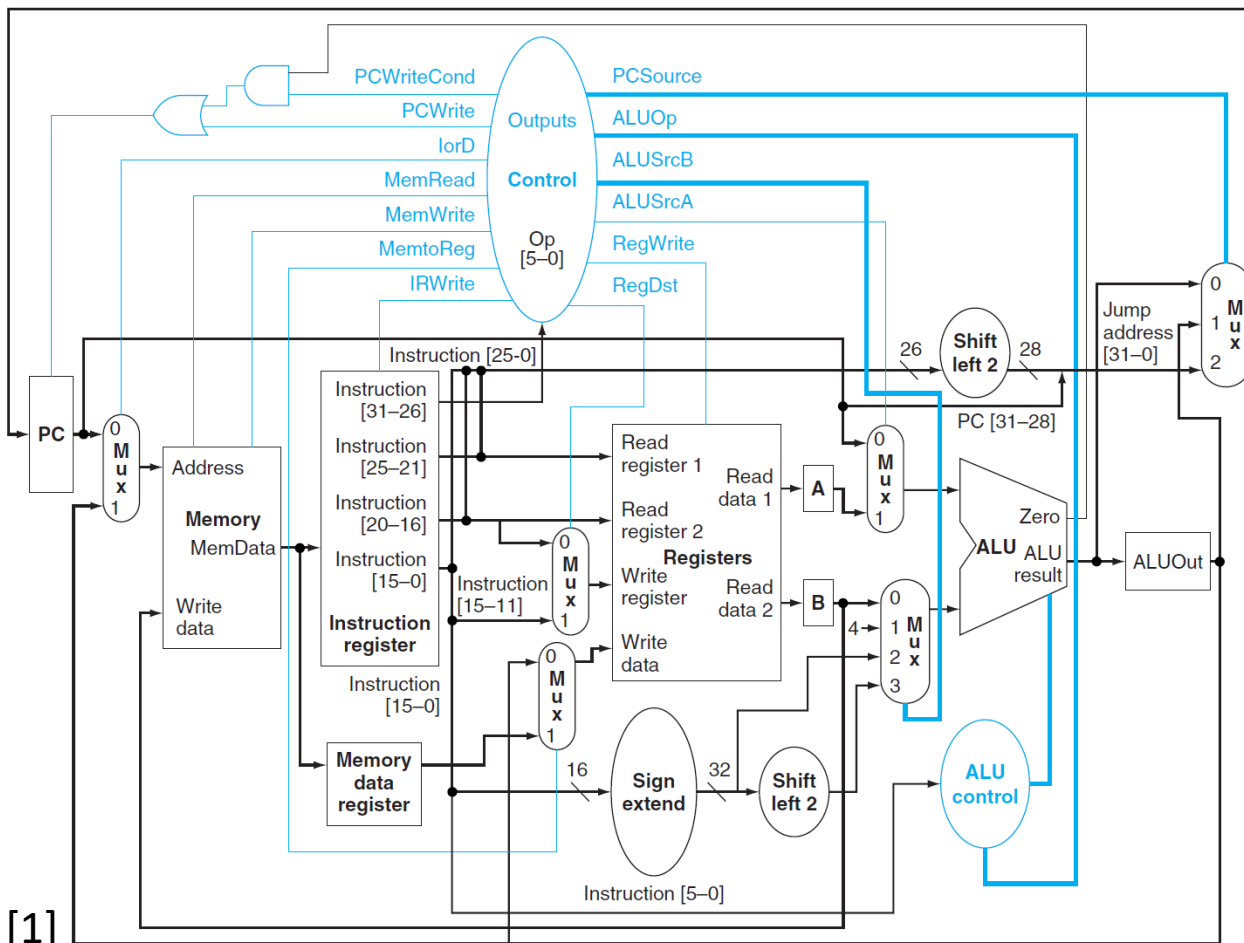 PCWriteCond
PCWrite
IorD
MemRead
MemWrite
MemtoReg
IRWrite
Outputs
Control
Op
[5–0]
PCSource
ALUOp
ALUSrcB
ALUSrcA
RegWrite
RegDst
PC
0
M
u
x
1
Address
Memory
MemData
Write
data
Instruction [25-0]
Instruction
[31–26]
Instruction
[25–21]
Instruction
[20–16]
Instruction
[15–0]
Instruction
register
Instruction
[15–0]
Memory
data
register
Instruction
[15–11]
0
M
u
x
1
0
M
u
x
1
Read
register 1
Read
register 2
Registers
Write
register
Write
data
Read
data 1
Read
data 2
A
B
16
Sign
extend
32
Shift
left 2
26
Shift
left 2
28
PC [31–28]
Jump
address
[31–0]
0
M
u
x
1
4
0
1
2
3
M
u
x
Zero
ALU
ALU
result
ALUOut
0
1
2
M
u
x
ALU
control
Instruction [5–0]
[1]